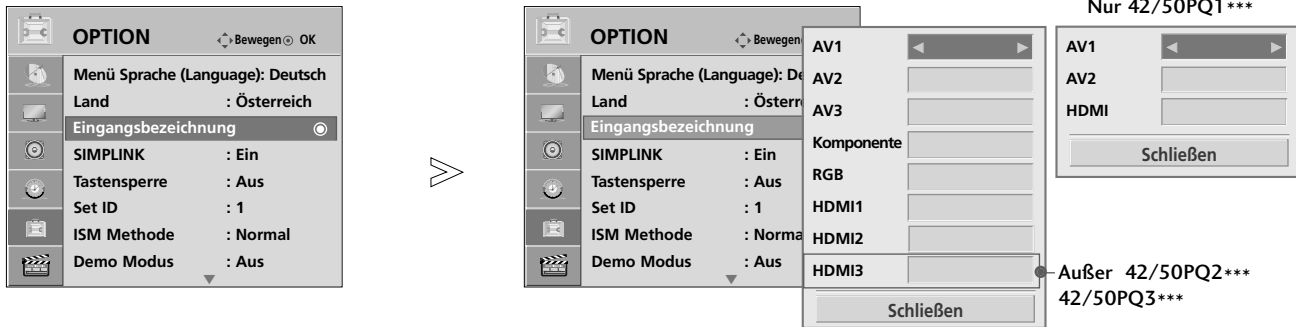 OPTION
Bewegen OK
Menü Sprache (Language): Deutsch
Land : Österreich
Eingangsbezeichnung
SIMPLINK : Ein
Tastensperre : Aus
Set ID : 1
ISM Methode : Normal
Demo Modus : Aus
OPTION
Bewegen
Menü Sprache (Language): De
Land : Österr
Eingangsbezeichnung
SIMPLINK : Ein
Tastensperre : Aus
Set ID : 1
ISM Methode : Norma
Demo Modus : Aus
AV1
AV2
AV3
Komponente
RGB
HDMI1
HDMI2
HDMI3
Schließen
Nur 42/50PQ1***
AV1
AV2
HDMI
Schließen
Außer 42/50PQ2***
42/50PQ3***